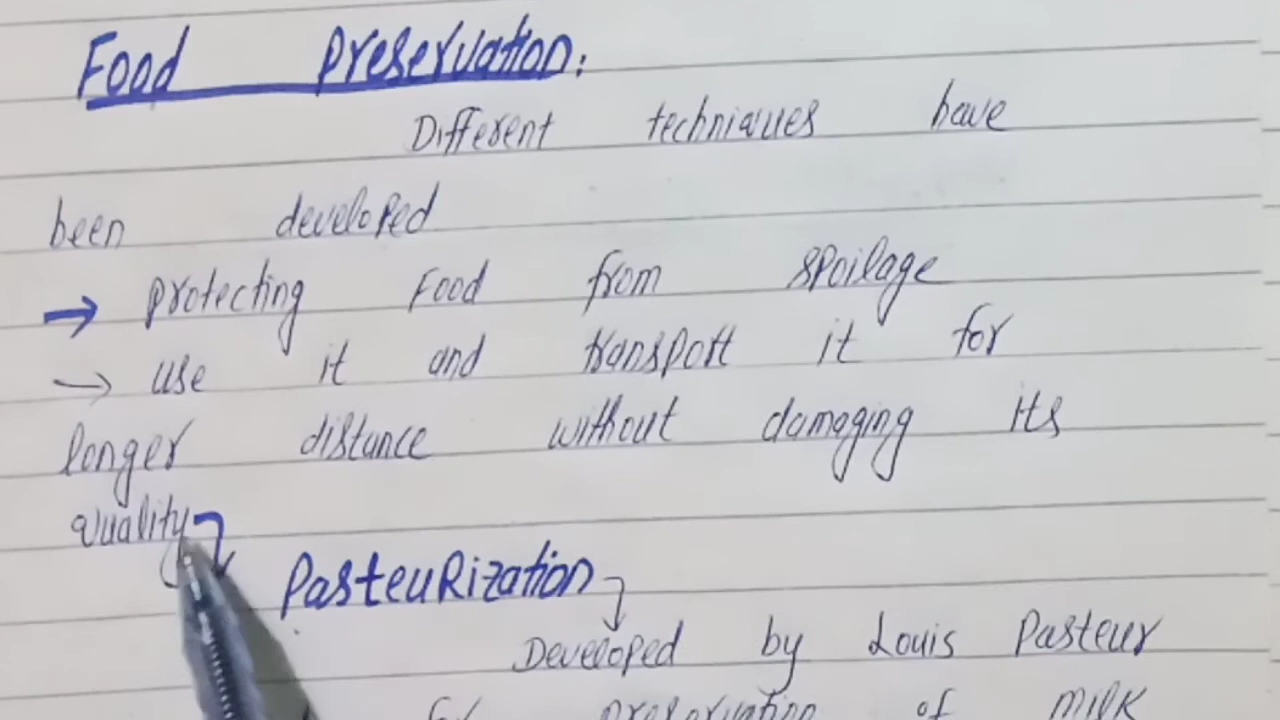 Food Preservation:
Different techniques have
been developed
→ Protecting Food from spoilage
→ use it and transport it for
longer distance without damaging its
quality
PasteuRization
Developed by Louis Pasteur
preservation of milk